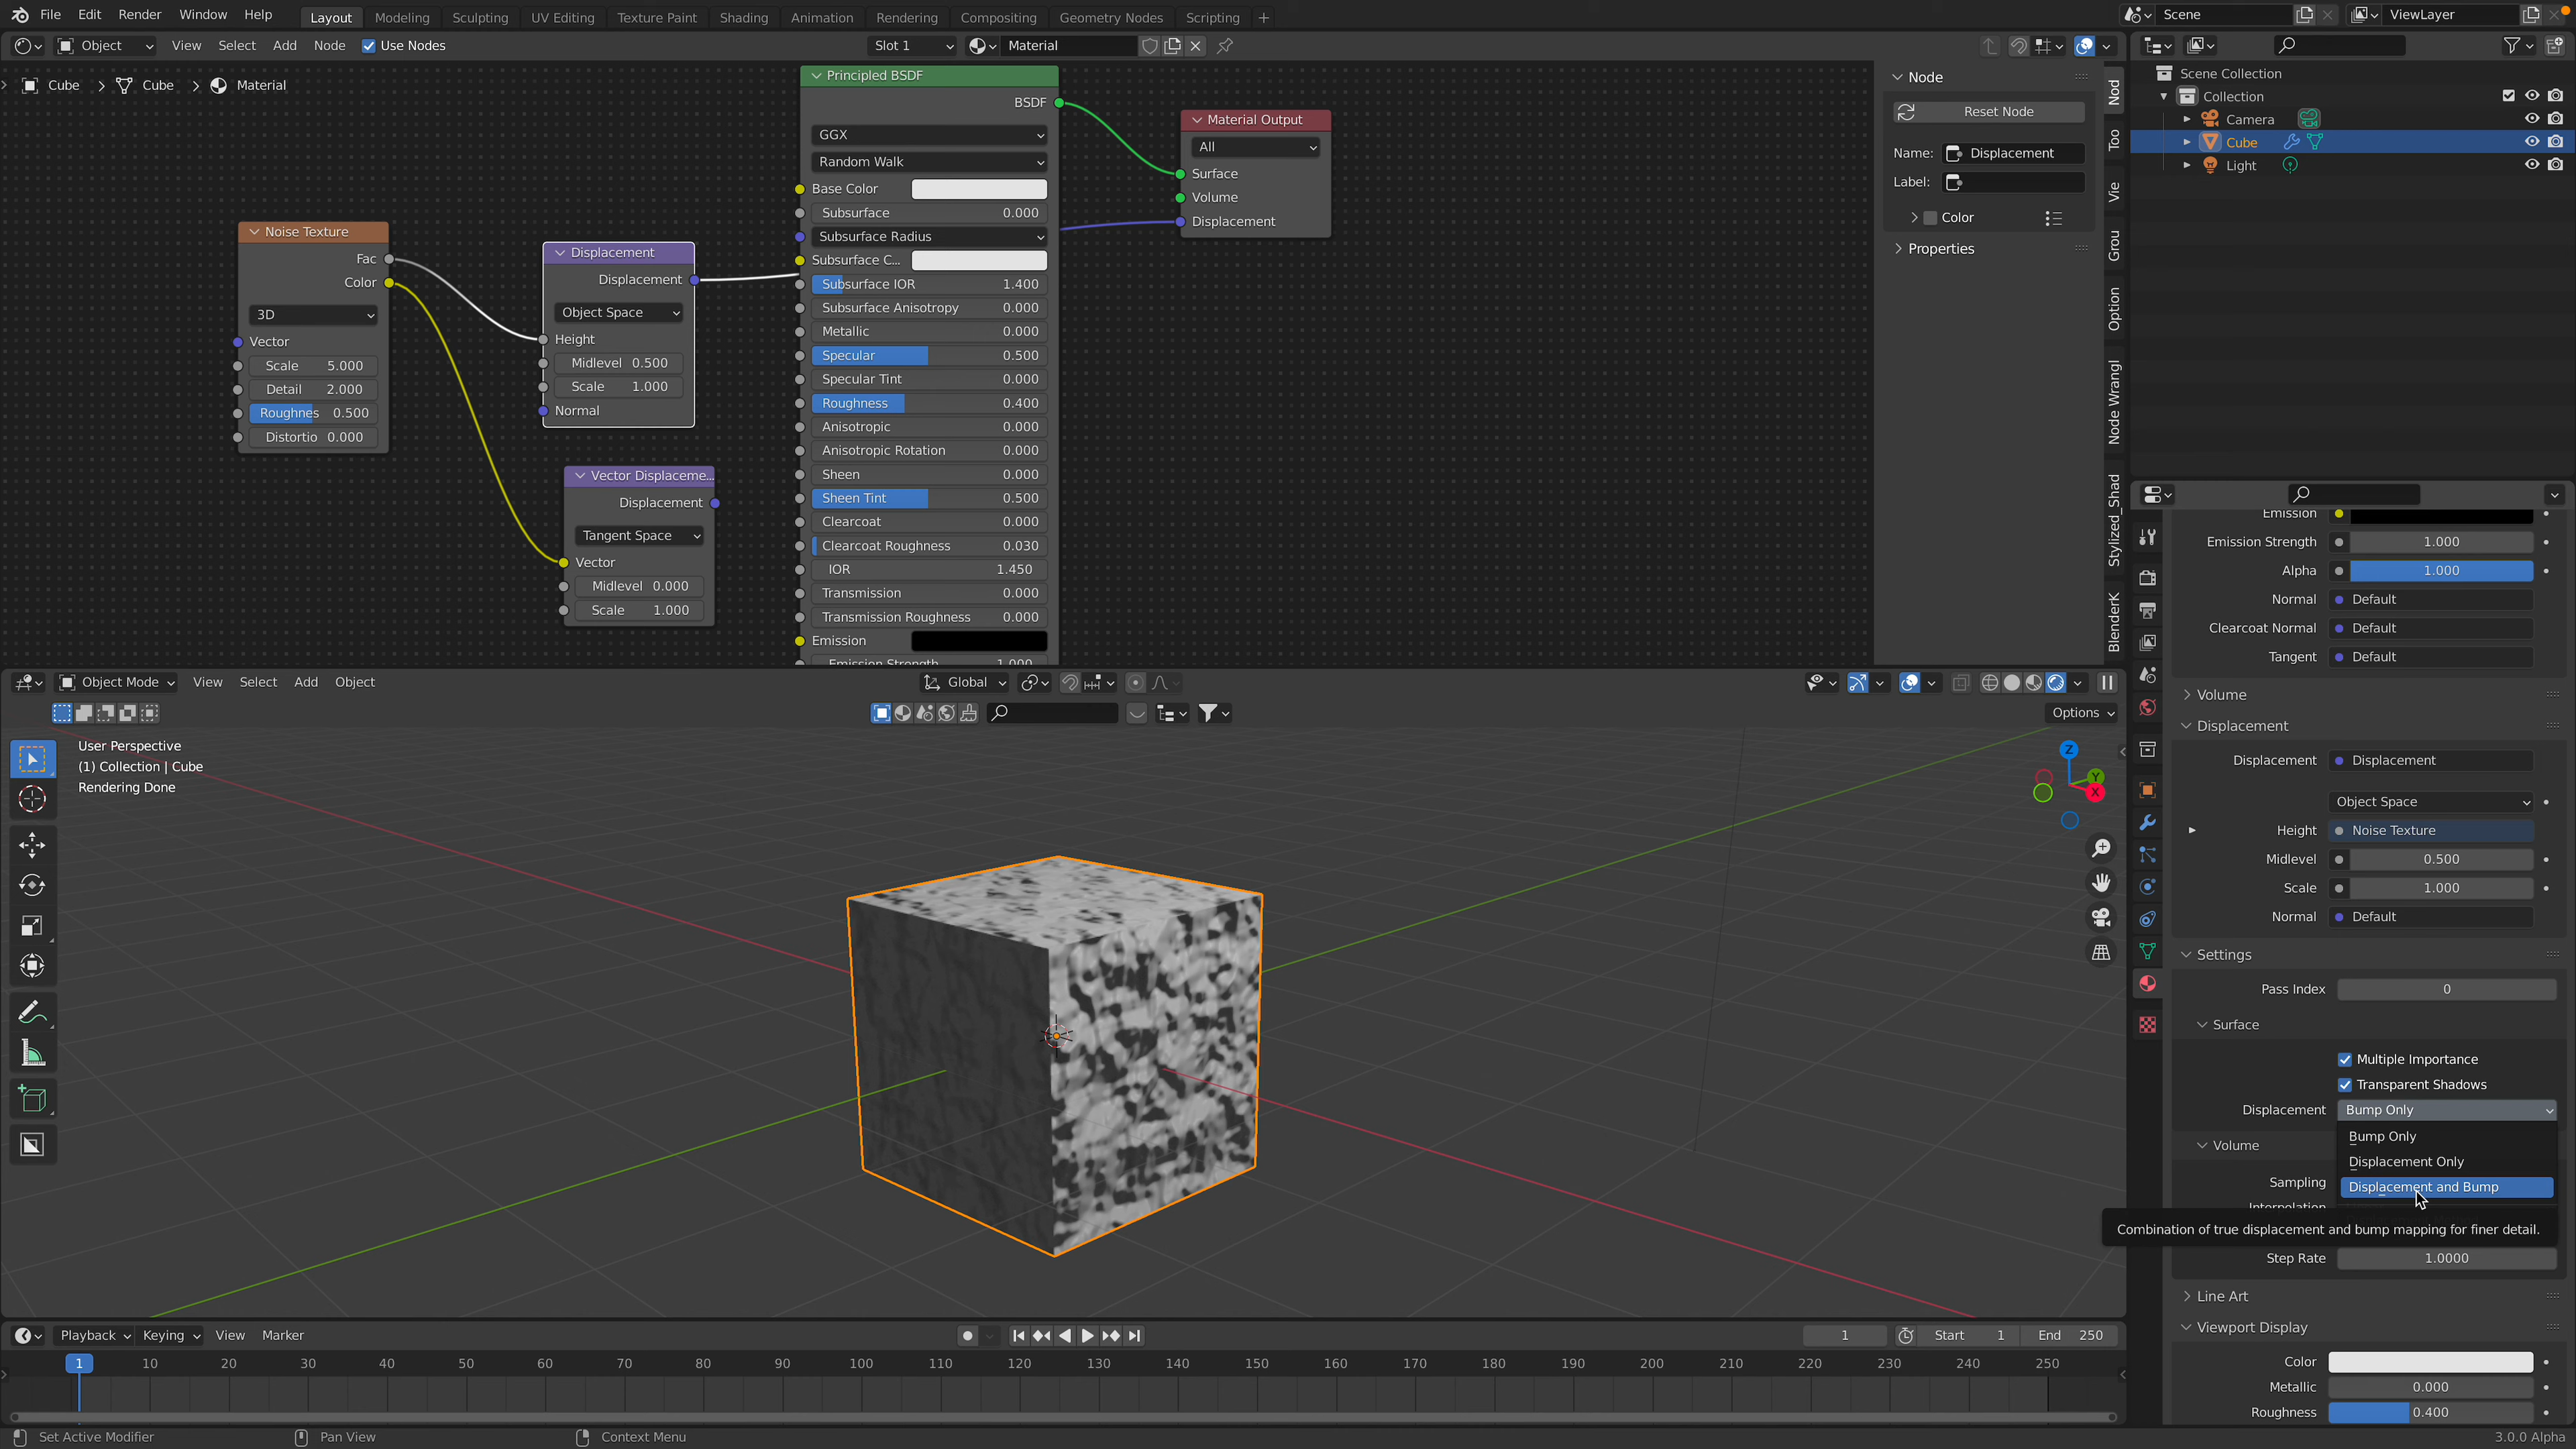 File Edit Render Window Help Layout Modeling Sculpting UV Editing Texture Paint Shading Animation Rendering Compositing Geometry Nodes Scripting Scene ViewLayer
Object View Select Add Node Use Nodes Slot 1 Material
Cube Cube Material
Principled BSDF
BSDF
GGX
Random Walk
Base Color
Subsurface 0.000
Subsurface Radius
Subsurface C...
Subsurface IOR 1.400
Subsurface Anisotropy 0.000
Metallic 0.000
Specular 0.500
Specular Tint 0.000
Roughness 0.400
Anisotropic 0.000
Anisotropic Rotation 0.000
Sheen 0.000
Sheen Tint 0.500
Clearcoat 0.000
Clearcoat Roughness 0.030
IOR 1.450
Transmission 0.000
Transmission Roughness 0.000
Emission
Emission Strength 1.000
Material Output
All
Surface
Volume
Displacement
Noise Texture
Fac
Color
3D
Vector
Scale 5.000
Detail 2.000
Roughnes 0.500
Distortio 0.000
Displacement
Displacement
Object Space
Height
Midlevel 0.500
Scale 1.000
Normal
Vector Displaceme...
Displacement
Tangent Space
Vector
Midlevel 0.000
Scale 1.000
Node
Reset Node
Name: Displacement
Label:
Color
Properties
Nod
Too
Vie
Grou
Option
Node Wrangl
Stylized_Shad
BlenderK
Scene Collection
Collection
Camera
Cube
Light
Emission
Emission Strength 1.000
Alpha 1.000
Normal Default
Clearcoat Normal Default
Tangent Default
Volume
Displacement
Displacement Displacement
Object Space
Height Noise Texture
Midlevel 0.500
Scale 1.000
Normal Default
Settings
Pass Index 0
Surface
Multiple Importance
Transparent Shadows
Displacement Bump Only
Bump Only
Volume
Displacement Only
Sampling
Displacement and Bump
Interpolation
Combination of true displacement and bump mapping for finer detail.
Step Rate 1.0000
Line Art
Viewport Display
Color
Metallic 0.000
Roughness 0.400
Object Mode View Select Add Object Global
Options
User Perspective
(1) Collection | Cube
Rendering Done
Z
Y
X
Playback Keying View Marker 1 Start 1 End 250
1 10 20 30 40 50 60 70 80 90 100 110 120 130 140 150 160 170 180 190 200 210 220 230 240 250
Set Active Modifier Pan View Context Menu 3.0.0 Alpha